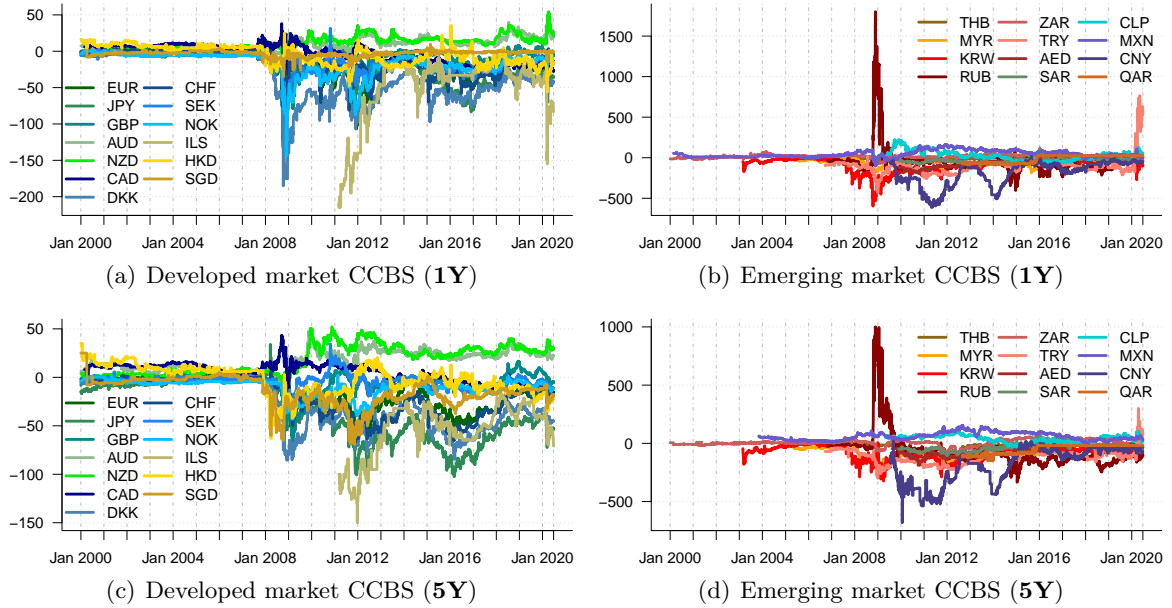 50
0
−50
−100
−150
−200
EUR CHF
JPY SEK
GBP NOK
AUD ILS
NZD HKD
CAD SGD
DKK
Jan 2000 Jan 2004 Jan 2008 Jan 2012 Jan 2016 Jan 2020
(a) Developed market CCBS (1Y)
1500
1000
500
0
−500
THB ZAR CLP
MYR TRY MXN
KRW AED CNY
RUB SAR QAR
Jan 2000 Jan 2004 Jan 2008 Jan 2012 Jan 2016 Jan 2020
(b) Emerging market CCBS (1Y)
50
0
−50
−100
−150
EUR CHF
JPY SEK
GBP NOK
AUD ILS
NZD HKD
CAD SGD
DKK
Jan 2000 Jan 2004 Jan 2008 Jan 2012 Jan 2016 Jan 2020
(c) Developed market CCBS (5Y)
1000
500
0
−500
THB ZAR CLP
MYR TRY MXN
KRW AED CNY
RUB SAR QAR
Jan 2000 Jan 2004 Jan 2008 Jan 2012 Jan 2016 Jan 2020
(d) Emerging market CCBS (5Y)